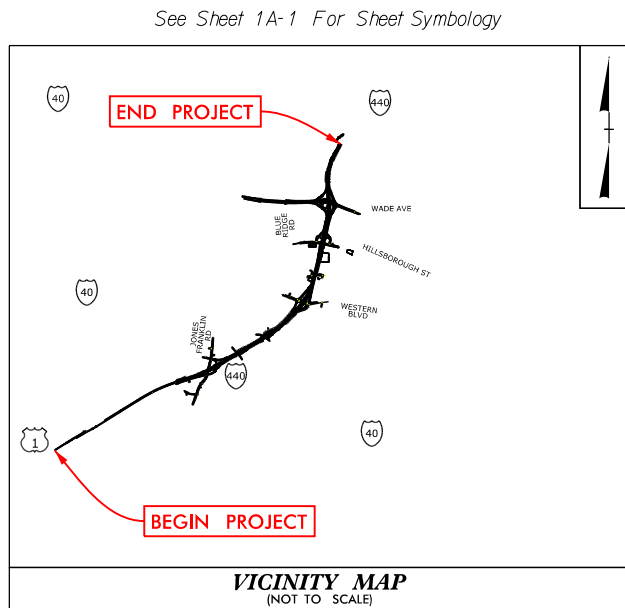 See Sheet 1A-1 For Sheet Symbology
40
440
END PROJECT
WADE AVE
BLUE
RIDGE
RD
HILLSBOROUGH ST
40
WESTERN
BLVD
JONES
FRANKLIN
RD
440
40
1
BEGIN PROJECT
VICINITY MAP
(NOT TO SCALE)